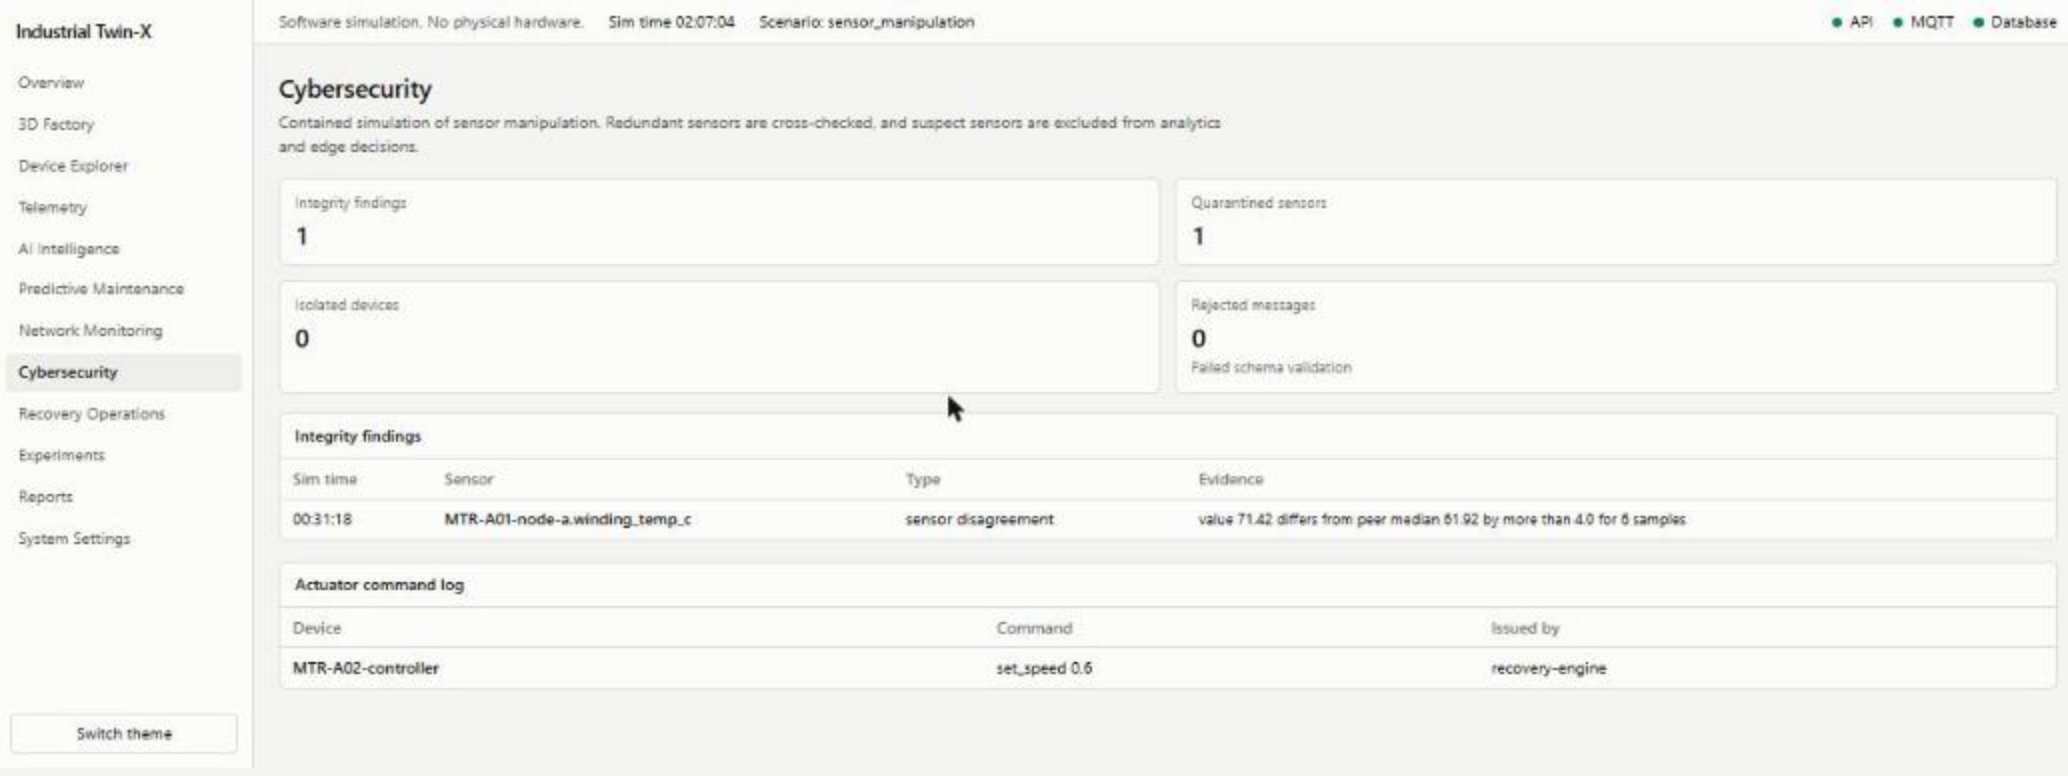 Industrial Twin-X
Overview
3D Factory
Device Explorer
Telemetry
AI Intelligence
Predictive Maintenance
Network Monitoring
Cybersecurity
Recovery Operations
Experiments
Reports
System Settings
Switch theme
Software simulation. No physical hardware. Sim time 02:07:04 Scenario: sensor_manipulation API MQTT Database
Cybersecurity
Contained simulation of sensor manipulation. Redundant sensors are cross-checked, and suspect sensors are excluded from analytics
and edge decisions.
Integrity findings
1
Quarantined sensors
1
Isolated devices
0
Rejected messages
0
Failed schema validation
Integrity findings
Sim time Sensor Type Evidence
00:31:18 MTR-A01-node-a.winding_temp_c sensor disagreement value 71.42 differs from peer median 61.92 by more than 4.0 for 6 samples
Actuator command log
Device Command Issued by
MTR-A02-controller set_speed 0.6 recovery-engine